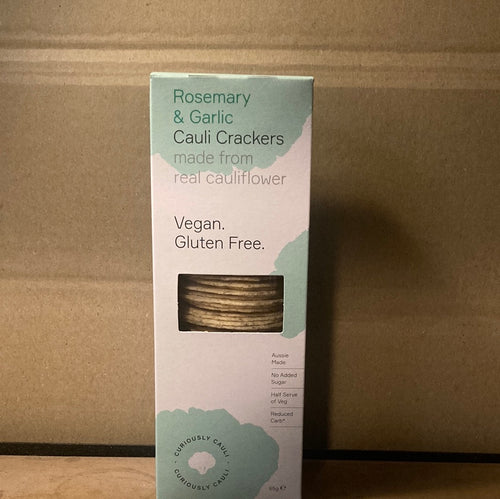 Rosemary
& Garlic
Cauli Crackers
made from
real cauliflower
Vegan.
Gluten Free.
Aussie
Made
No Added
Sugar
Half Serve
of Veg
Reduced
Carb*
CURIOUSLY CAULI
CURIOUSLY CAULI